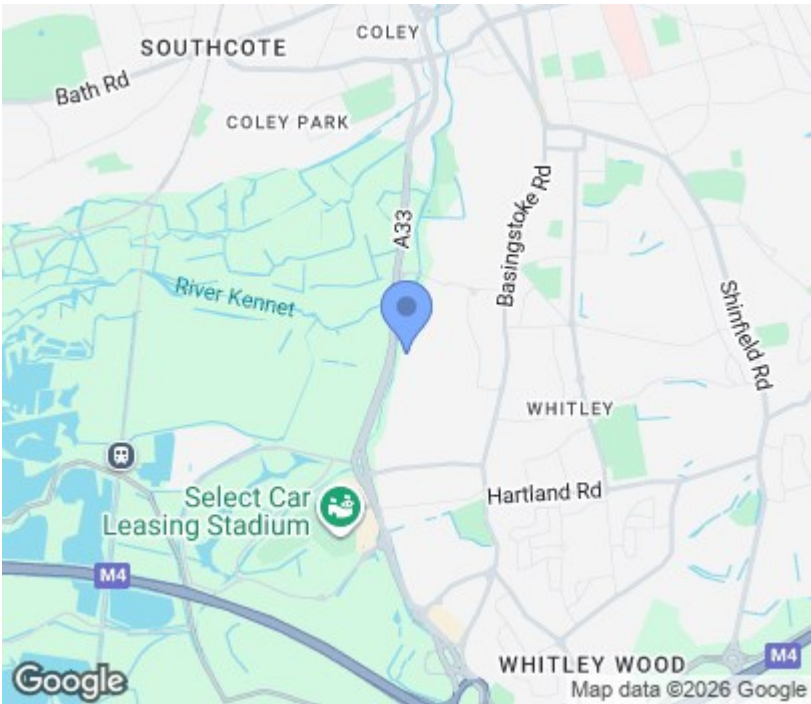 COLEY
SOUTHCOTE
Bath Rd
COLEY PARK
A33
Basingstoke Rd
River Kennet
Shinfield Rd
WHITLEY
Select Car
Leasing Stadium
Hartland Rd
M4
M4
WHITLEY WOOD
Google
Map data ©2026 Google